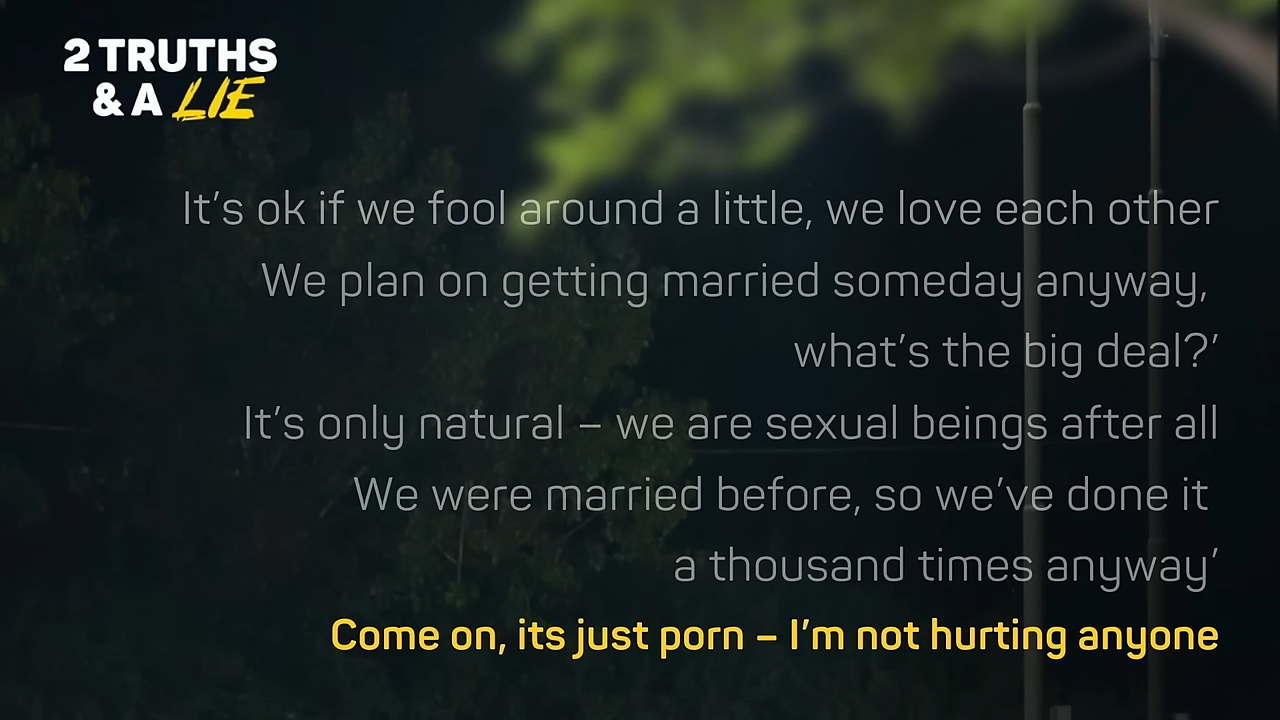 2 TRUTHS
& A LIE
It’s ok if we fool around a little, we love each other
We plan on getting married someday anyway,
what’s the big deal?’
It’s only natural – we are sexual beings after all
We were married before, so we’ve done it
a thousand times anyway’
Come on, its just porn – I’m not hurting anyone